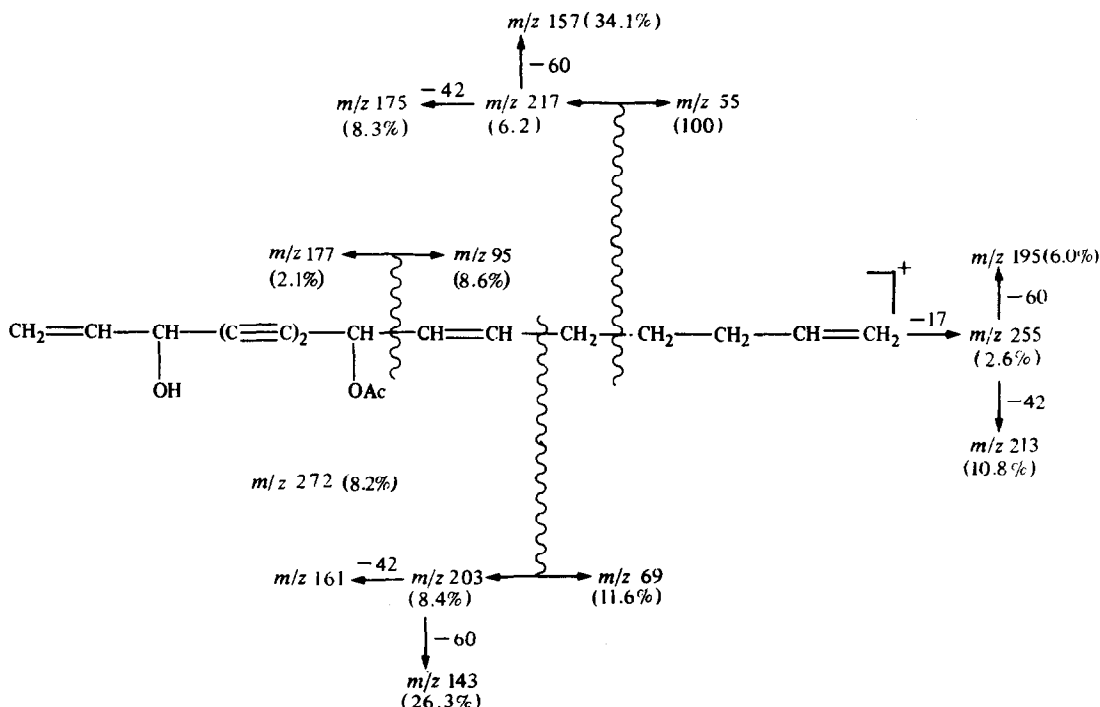 m/z 157 (34.1%)
−60
m/z 175 −42 m/z 217 m/z 55
(8.3%) (6.2) (100)
m/z 177 m/z 95
(2.1%) (8.6%)
+
m/z 195 (6.0%)
−60
CH2=CH−CH−(C≡)2−CH−CH=CH−CH2−CH2−CH2−CH=CH2 −17 m/z 255
(2.6%)
OH OAc
−42
m/z 213
(10.8%)
m/z 272 (8.2%)
m/z 161 −42 m/z 203 m/z 69
(8.4%) (11.6%)
−60
m/z 143
(26.3%)